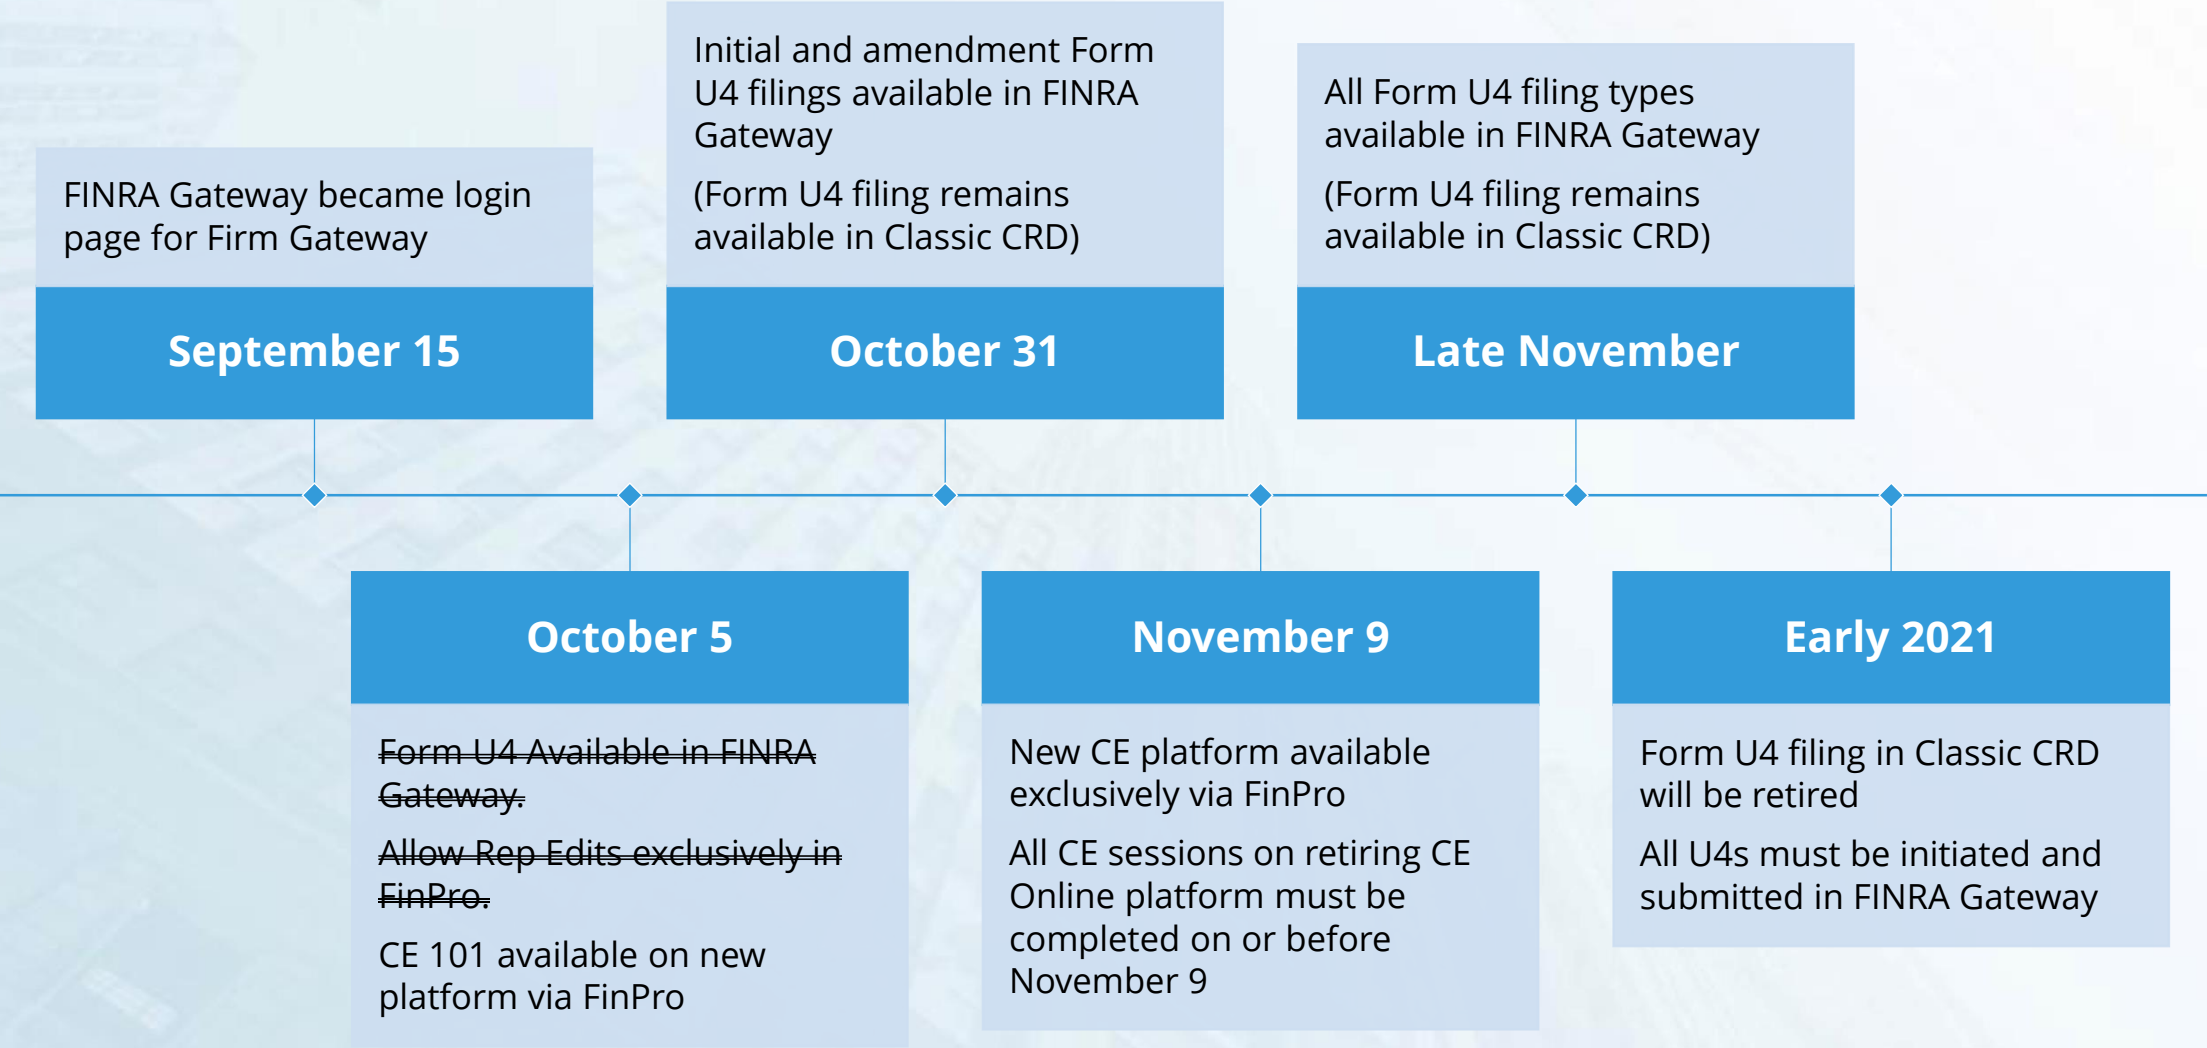 FINRA Gateway became login
page for Firm Gateway
September 15
Form U4 Available in FINRA
Gateway.
Allow Rep Edits exclusively in
FinPro.
CE 101 available on new
platform via FinPro
October 5
Initial and amendment Form
U4 filings available in FINRA
Gateway
(Form U4 filing remains
available in Classic CRD)
October 31
November 9
New CE platform available
exclusively via FinPro
All CE sessions on retiring CE
Online platform must be
completed on or before
November 9
All Form U4 filing types
available in FINRA Gateway
(Form U4 filing remains
available in Classic CRD)
Late November
Early 2021
Form U4 filing in Classic CRD
will be retired
All U4s must be initiated and
submitted in FINRA Gateway